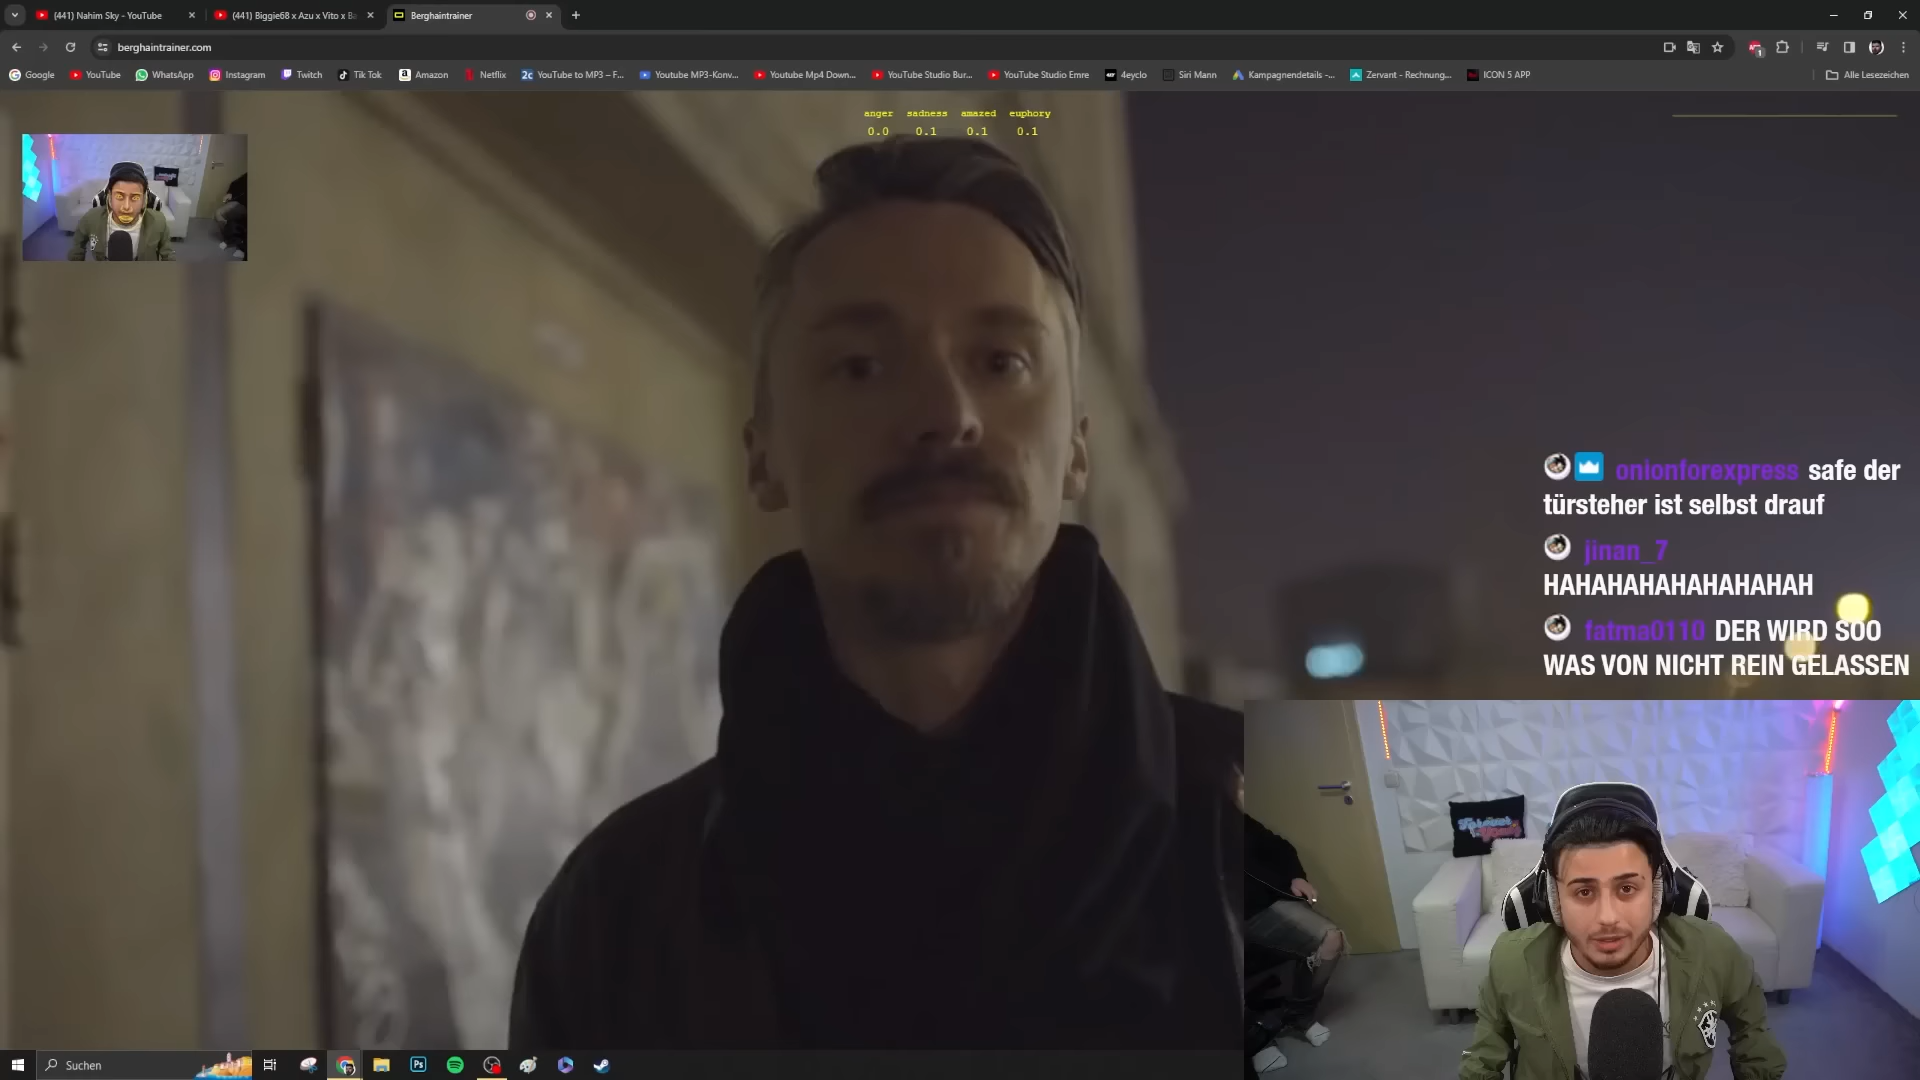 (441) Nahim Sky - YouTube
(441) Biggie68 x Azu x Vito x Ba
Berghaintrainer
berghaintrainer.com
Google
YouTube
WhatsApp
Instagram
Twitch
Tik Tok
Amazon
Netflix
YouTube to MP3 – F...
Youtube MP3-Konv...
Youtube Mp4 Down...
YouTube Studio Bur...
YouTube Studio Emre
4eyclo
Siri Mann
Kampagnendetails -...
Zervant - Rechnung...
ICON 5 APP
Alle Lesezeichen
anger sadness amazed euphory
0.0 0.1 0.1 0.1
onionforexpress safe der
türsteher ist selbst drauf
jinan_7
HAHAHAHAHAHAHAHAH
fatma0110 DER WIRD SOO
WAS VON NICHT REIN GELASSEN
Suchen
Ps